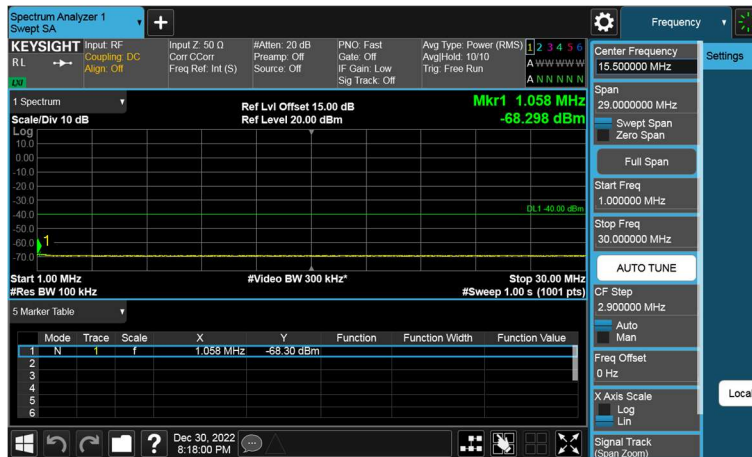 Spectrum Analyzer 1
Swept SA
Frequency
KEYSIGHT
RL
LXI
Input: RF
Coupling: DC
Align: Off
Input Z: 50 Ω
Corr CCorr
Freq Ref: Int (S)
#Atten: 20 dB
Preamp: Off
Source: Off
PNO: Fast
Gate: Off
IF Gain: Low
Sig Track: Off
Avg Type: Power (RMS)
Avg|Hold: 10/10
Trig: Free Run
1 2 3 4 5 6
A W W W W W
A N N N N N
Center Frequency
15.500000 MHz
Settings
Span
29.0000000 MHz
Swept Span
Zero Span
Full Span
Start Freq
1.000000 MHz
Stop Freq
30.000000 MHz
AUTO TUNE
CF Step
2.900000 MHz
Auto
Man
Freq Offset
0 Hz
X Axis Scale
Log
Lin
Local
Signal Track
(Span Zoom)
1 Spectrum
Scale/Div 10 dB
Ref Lvl Offset 15.00 dB
Ref Level 20.00 dBm
Mkr1 1.058 MHz
-68.298 dBm
Log
10.0
0.00
-10.0
-20.0
-30.0
-40.0
-50.0
-60.0
-70.0
DL1 -40.00 dBm
1
Start 1.00 MHz
#Video BW 300 kHz*
Stop 30.00 MHz
#Res BW 100 kHz
#Sweep 1.00 s (1001 pts)
5 Marker Table
Mode Trace Scale X Y Function Function Width Function Value
1 N 1 f 1.058 MHz -68.30 dBm
2
3
4
5
6
?
Dec 30, 2022
8:18:00 PM